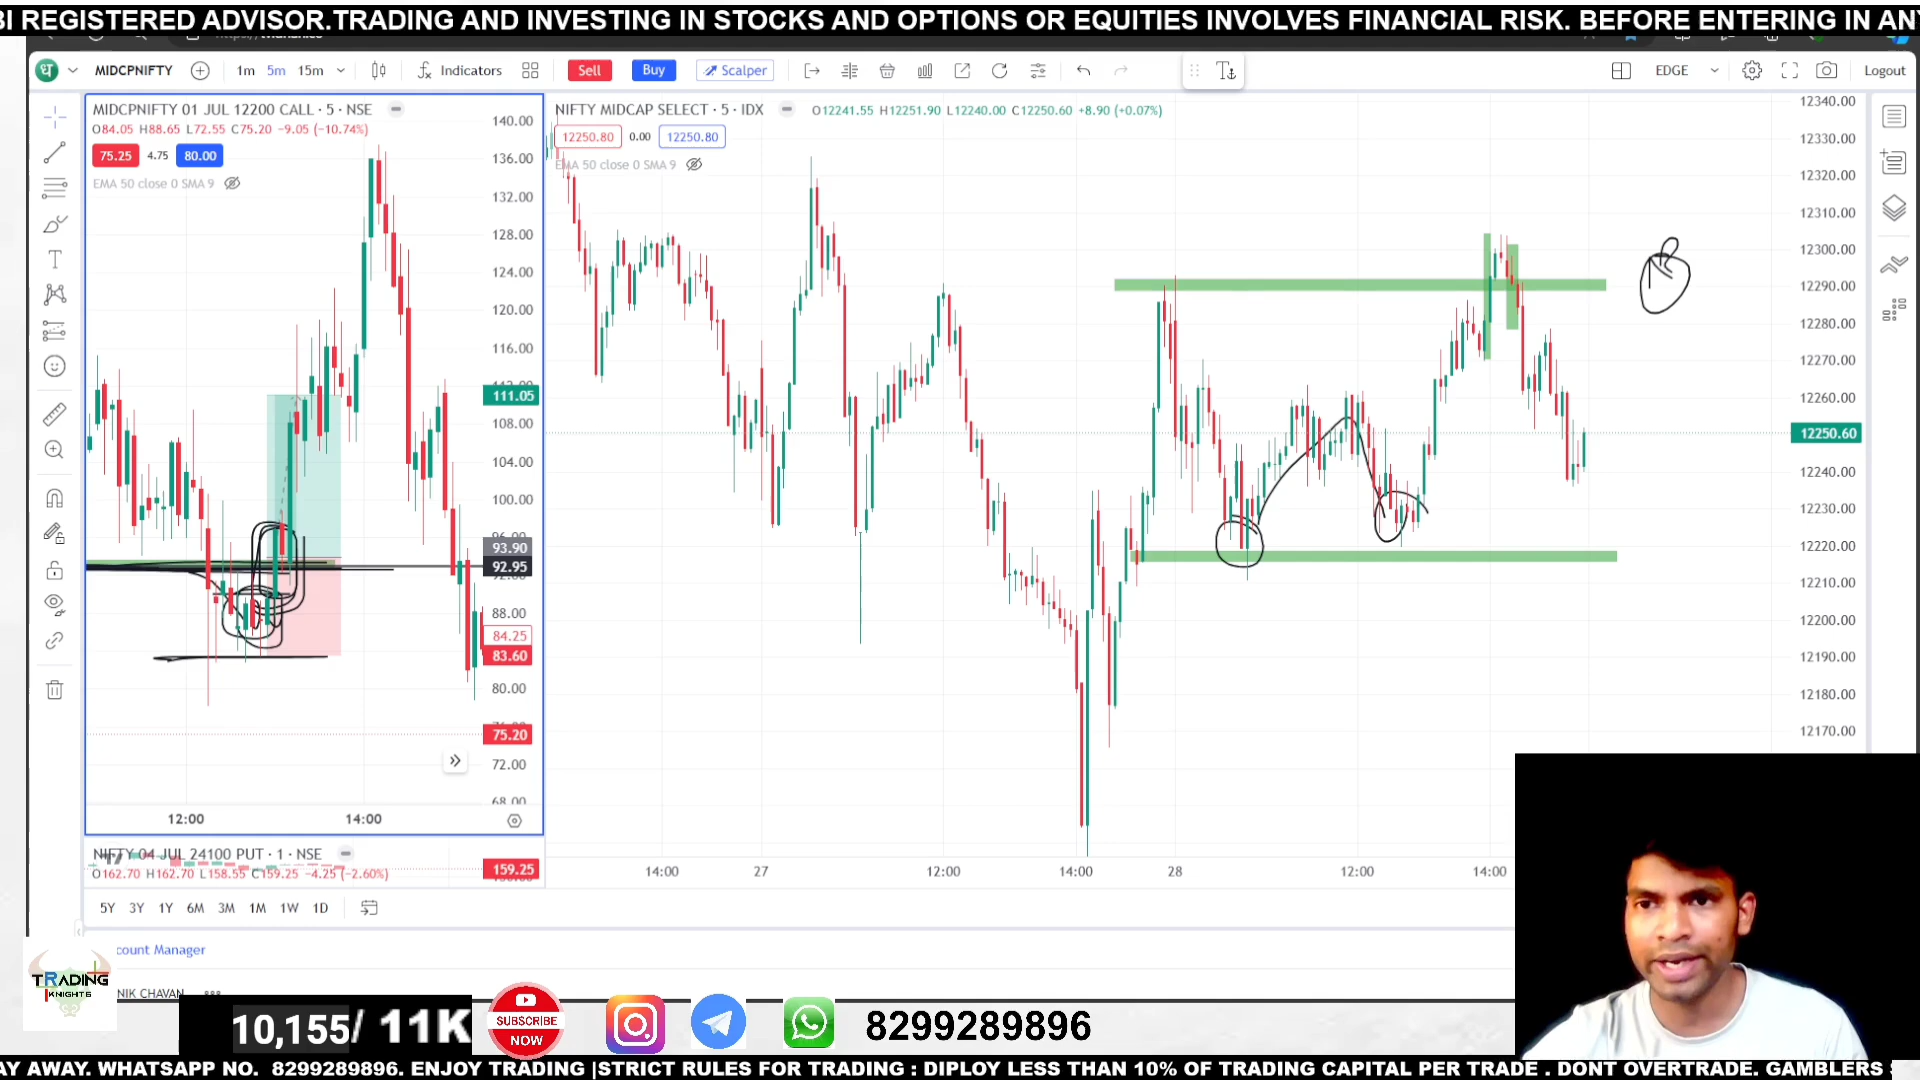 BI REGISTERED ADVISOR.TRADING AND INVESTING IN STOCKS AND OPTIONS OR EQUITIES INVOLVES FINANCIAL RISK. BEFORE ENTERING IN AN
MIDCPNIFTY 1m 5m 15m Indicators Sell Buy Scalper EDGE Logout
MIDCPNIFTY 01 JUL 12200 CALL · 5 · NSE
O84.05 H88.65 L72.55 C75.20 −9.05 (−10.74%)
75.25 4.75 80.00
EMA 50 close 0 SMA 9
140.00
136.00
132.00
128.00
124.00
120.00
116.00
111.05
108.00
104.00
100.00
93.90
92.95
88.00
84.25
83.60
80.00
75.20
72.00
68.00
12:00 14:00
NIFTY MIDCAP SELECT · 5 · IDX O12241.55 H12251.90 L12240.00 C12250.60 +8.90 (+0.07%)
12250.80 0.00 12250.80
EMA 50 close 0 SMA 9
12340.00
12330.00
12320.00
12310.00
12300.00
12290.00
12280.00
12270.00
12260.00
12250.60
12240.00
12230.00
12220.00
12210.00
12200.00
12190.00
12180.00
12170.00
14:00 27 12:00 14:00 28 12:00 14:00
NIFTY 04 JUL 24100 PUT · 1 · NSE
O162.70 H162.70 L158.55 C159.25 −4.25 (−2.60%)
159.25
5Y 3Y 1Y 6M 3M 1M 1W 1D
count Manager
NIK CHAVAN
TRADING
KNIGHTS
10,155/ 11K
SUBSCRIBE
NOW
8299289896
AY AWAY. WHATSAPP NO. 8299289896. ENJOY TRADING |STRICT RULES FOR TRADING : DIPLOY LESS THAN 10% OF TRADING CAPITAL PER TRADE . DONT OVERTRADE. GAMBLERS